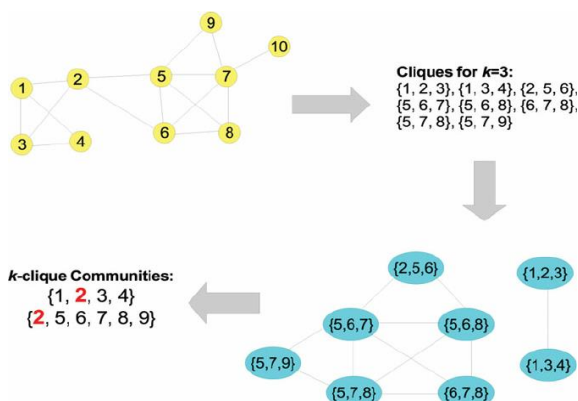 9
10
1
2
5
7
3
4
6
8
Cliques for k=3:
{1, 2, 3}, {1, 3, 4}, {2, 5, 6},
{5, 6, 7}, {5, 6, 8}, {6, 7, 8},
{5, 7, 8}, {5, 7, 9}
k-clique Communities:
{1, 2, 3, 4}
{2, 5, 6, 7, 8, 9}
{2,5,6}
{1,2,3}
{5,6,7}
{5,6,8}
{5,7,9}
{1,3,4}
{5,7,8}
{6,7,8}